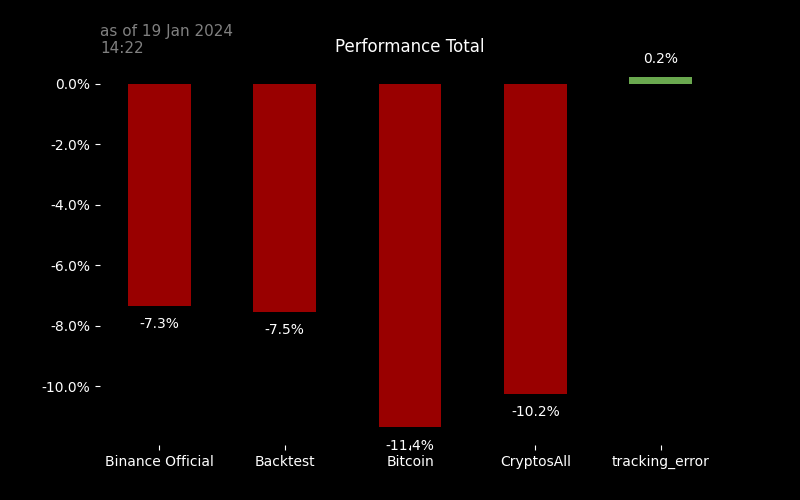 as of 19 Jan 2024
14:22
Performance Total
0.2%
0.0%
-2.0%
-4.0%
-6.0%
-8.0%
-10.0%
-7.3%
-7.5%
-11.4%
-10.2%
Binance Official
Backtest
Bitcoin
CryptosAll
tracking_error